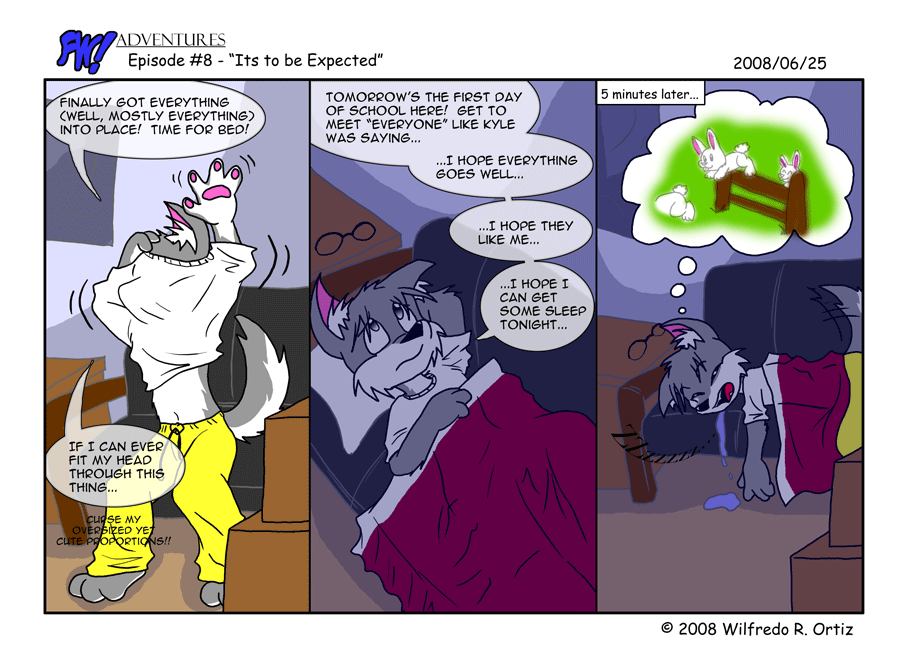 FW! ADVENTURES
Episode #8 - “Its to be Expected”
2008/06/25
FINALLY GOT EVERYTHING
(WELL, MOSTLY EVERYTHING)
INTO PLACE! TIME FOR BED!
IF I CAN EVER
FIT MY HEAD
THROUGH THIS
THING...
CURSE MY
OVERSIZED YET
CUTE PROPORTIONS!!
TOMORROW'S THE FIRST DAY
OF SCHOOL HERE! GET TO
MEET “EVERYONE” LIKE KYLE
WAS SAYING...
...I HOPE EVERYTHING
GOES WELL...
...I HOPE THEY
LIKE ME...
...I HOPE I
CAN GET
SOME SLEEP
TONIGHT...
5 minutes later...
© 2008 Wilfredo R. Ortiz